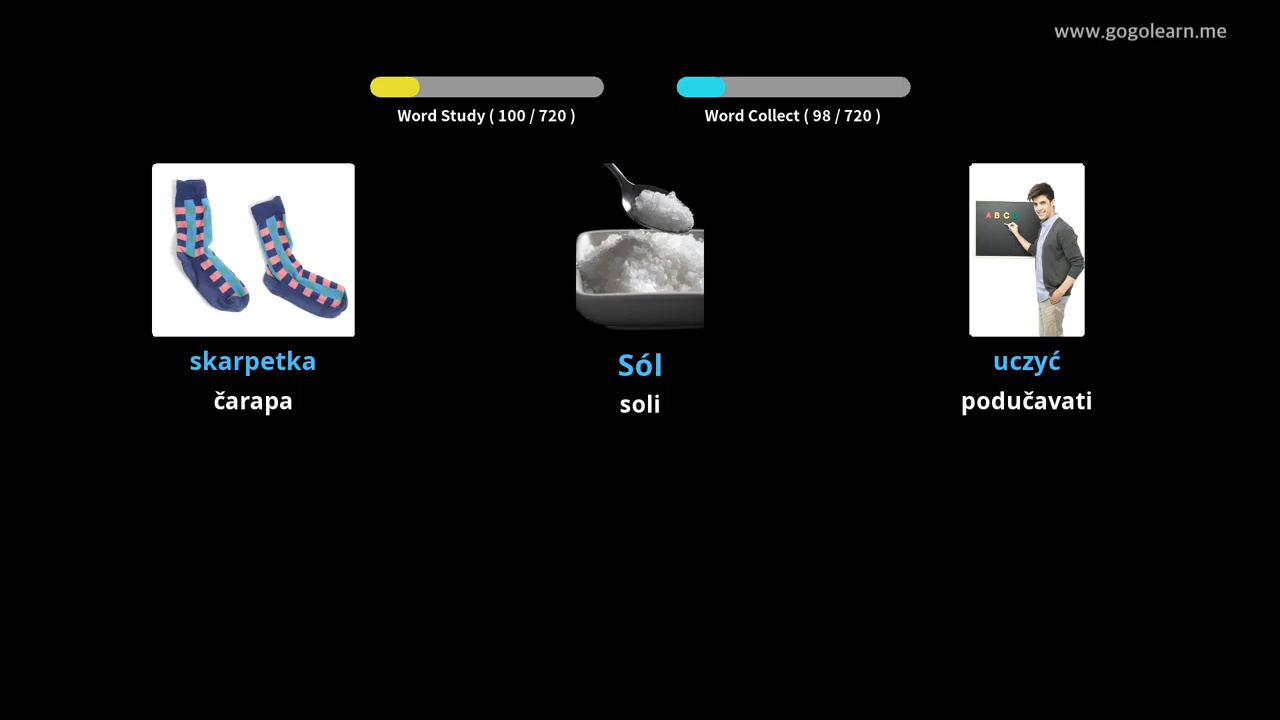 www.gogolearn.me
Word Study ( 100 / 720 )
Word Collect ( 98 / 720 )
A B C
skarpetka
Sól
uczyć
čarapa
soli
podučavati